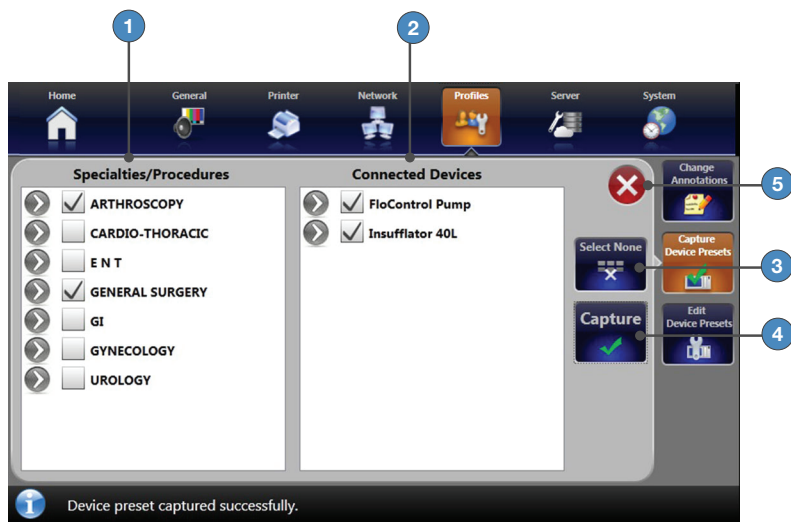 1
2
Home
General
Printer
Network
Profiles
Server
System
Specialties/Procedures
Connected Devices
Change
Annotations
5
ARTHROSCOPY
FloControl Pump
CARDIO-THORACIC
Insufflator 40L
Select None
Capture
Device Presets
3
E N T
GENERAL SURGERY
GI
Capture
Edit
Device Presets
4
GYNECOLOGY
UROLOGY
Device preset captured successfully.